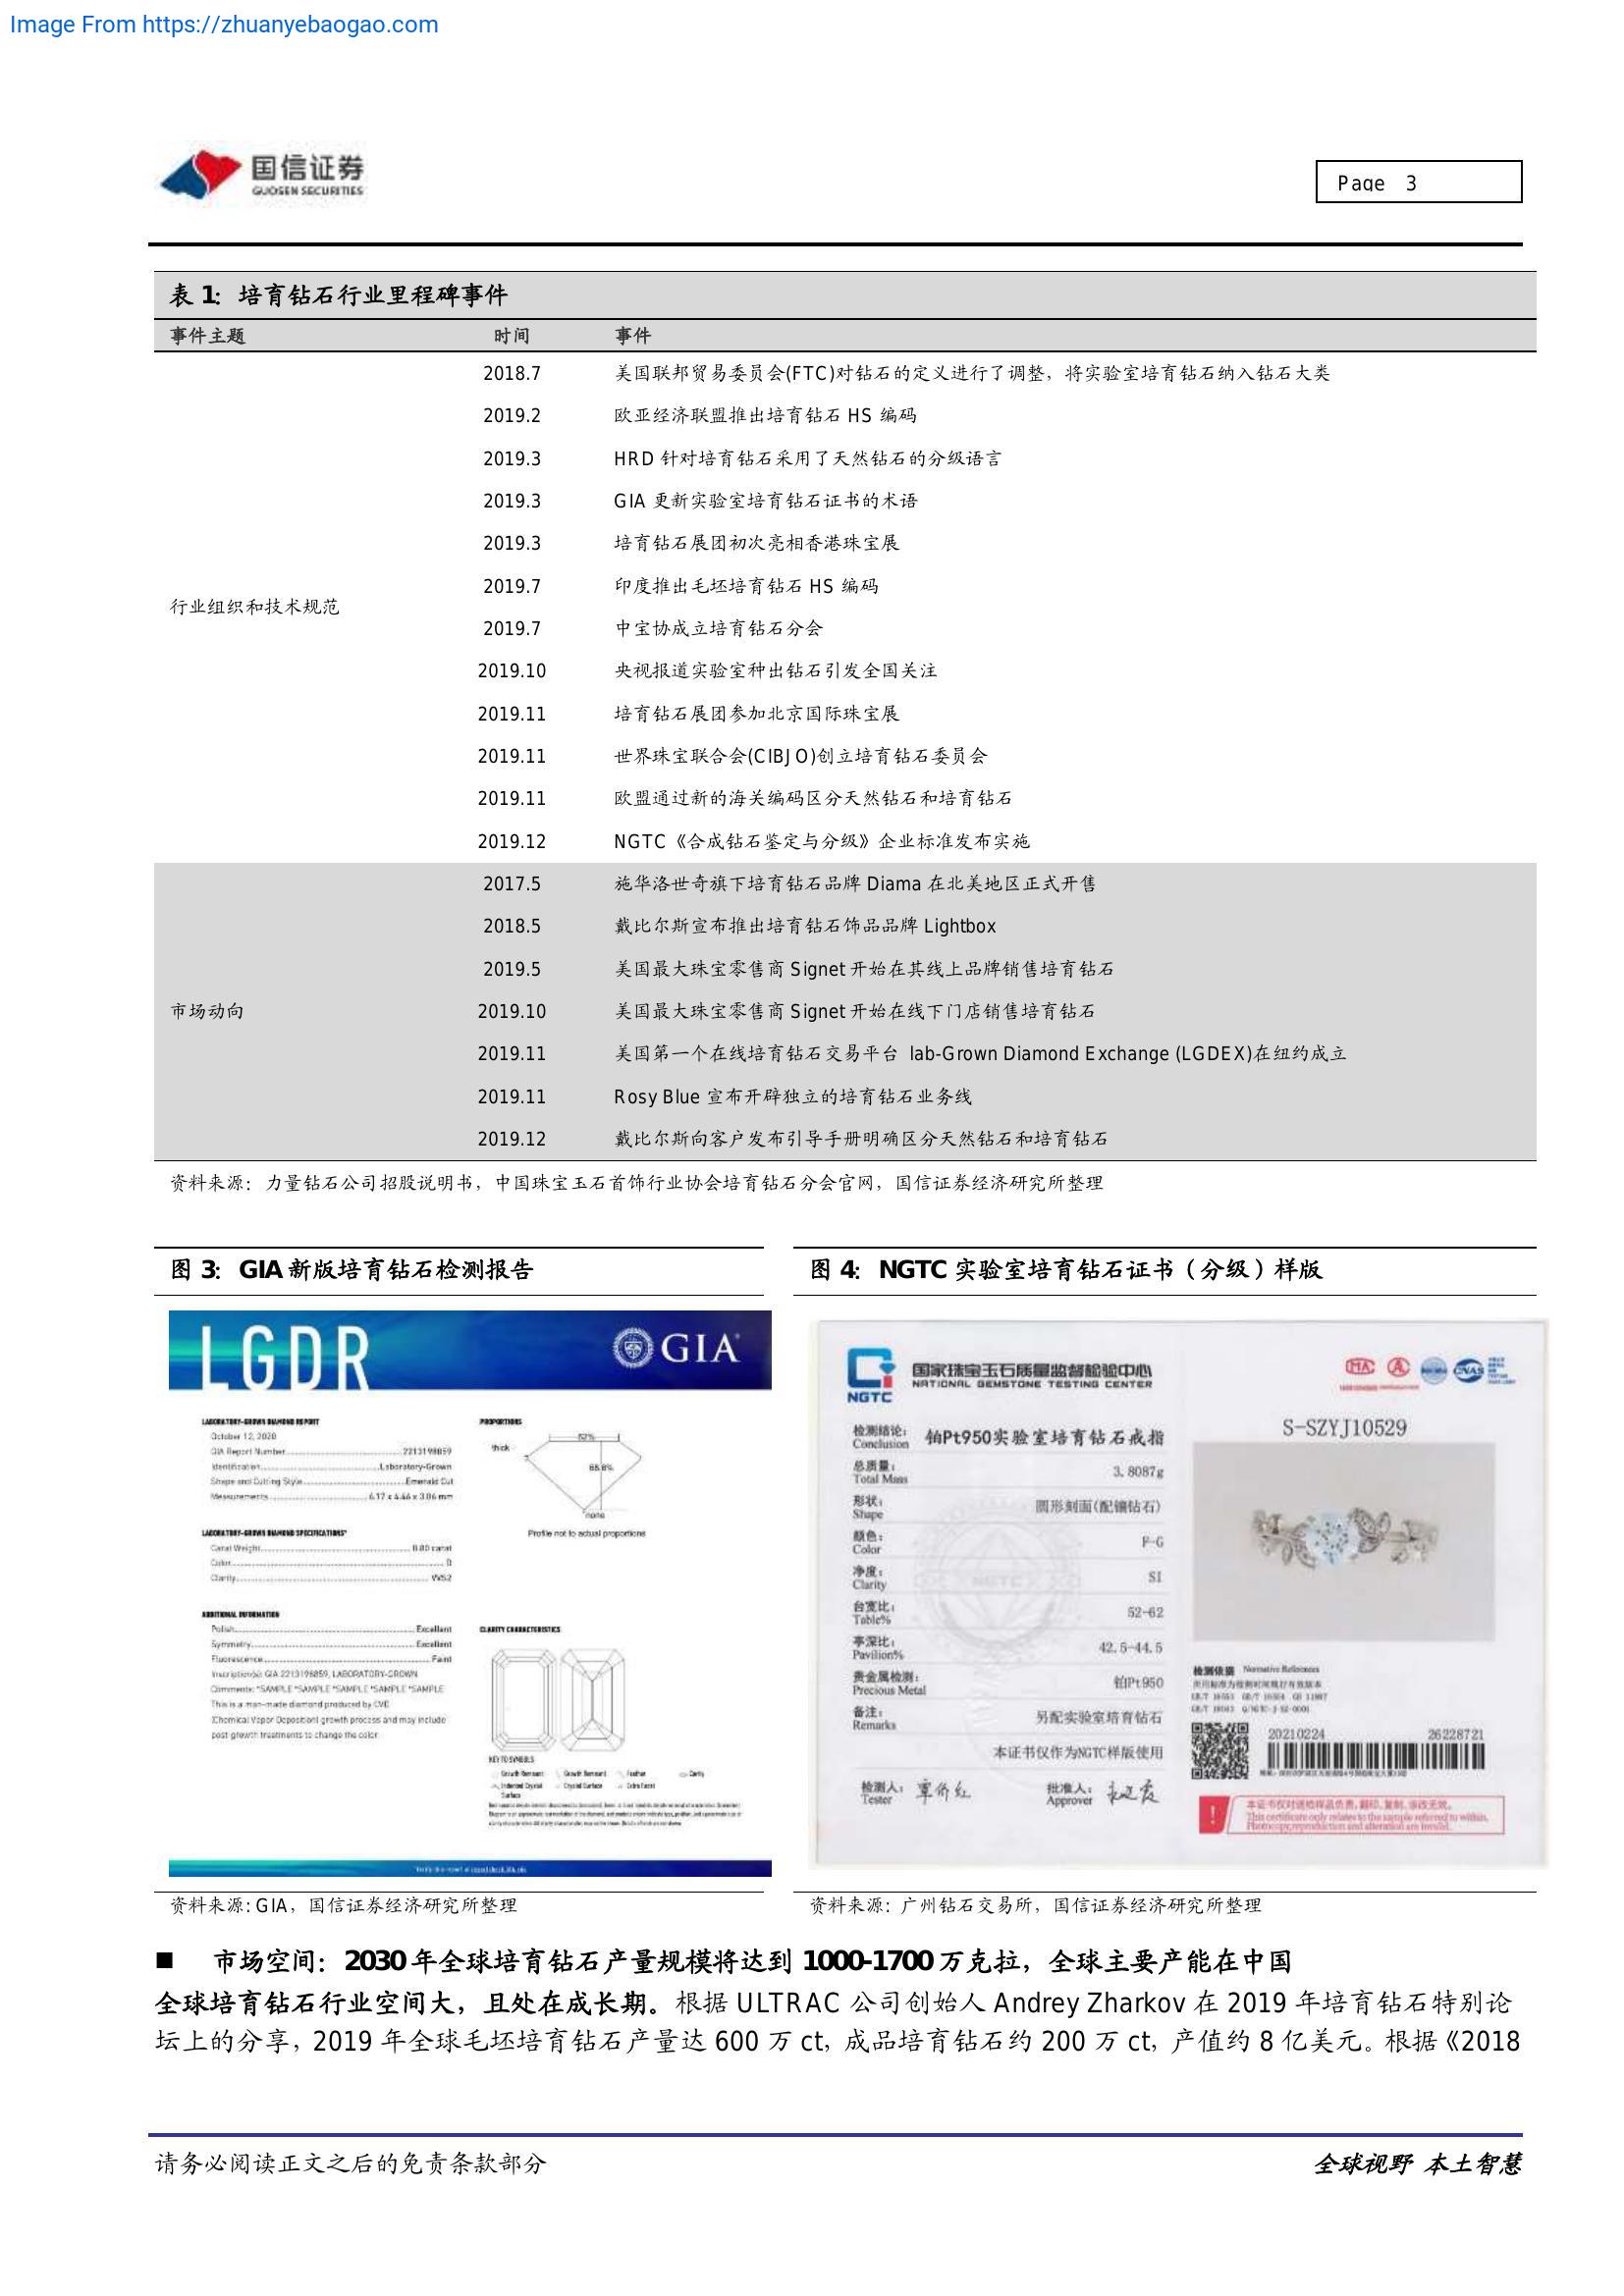 Image From https://zhuanyebaogao.com
国信证券
GUOSEN SECURITIES
Page 3
表 1：培育钻石行业里程碑事件
事件主题 时间 事件
2018.7 美国联邦贸易委员会(FTC)对钻石的定义进行了调整，将实验室培育钻石纳入钻石大类
2019.2 欧亚经济联盟推出培育钻石 HS 编码
2019.3 HRD 针对培育钻石采用了天然钻石的分级语言
2019.3 GIA 更新实验室培育钻石证书的术语
2019.3 培育钻石展团初次亮相香港珠宝展
2019.7 印度推出毛坯培育钻石 HS 编码
行业组织和技术规范
2019.7 中宝协成立培育钻石分会
2019.10 央视报道实验室种出钻石引发全国关注
2019.11 培育钻石展团参加北京国际珠宝展
2019.11 世界珠宝联合会(CIBJO)创立培育钻石委员会
2019.11 欧盟通过新的海关编码区分天然钻石和培育钻石
2019.12 NGTC《合成钻石鉴定与分级》企业标准发布实施
2017.5 施华洛世奇旗下培育钻石品牌 Diama 在北美地区正式开售
2018.5 戴比尔斯宣布推出培育钻石饰品品牌 Lightbox
2019.5 美国最大珠宝零售商 Signet 开始在其线上品牌销售培育钻石
市场动向 2019.10 美国最大珠宝零售商 Signet 开始在线下门店销售培育钻石
2019.11 美国第一个在线培育钻石交易平台 lab-Grown Diamond Exchange (LGDEX)在纽约成立
2019.11 Rosy Blue 宣布开辟独立的培育钻石业务线
2019.12 戴比尔斯向客户发布引导手册明确区分天然钻石和培育钻石
资料来源：力量钻石公司招股说明书，中国珠宝玉石首饰行业协会培育钻石分会官网，国信证券经济研究所整理
图 3：GIA 新版培育钻石检测报告
LGDR
GIA
LABORATORY-GROWN DIAMOND REPORT
October 12, 2020
GIA Report Number 2213198859
Identification Laboratory-Grown
Shape and Cutting Style Emerald Cut
Measurements 6.17 x 4.46 x 3.06 mm
LABORATORY-GROWN DIAMOND SPECIFICATIONS*
Carat Weight 0.80 carat
Color D
Clarity VVS2
ADDITIONAL INFORMATION
Polish Excellent
Symmetry Excellent
Fluorescence Faint
Inscription(s): GIA 2213198859, LABORATORY-GROWN
Comments: *SAMPLE *SAMPLE *SAMPLE *SAMPLE
This is a man-made diamond produced by CVD
(Chemical Vapor Deposition) growth process and may include
post-growth treatments to change the color.
PROPORTIONS
thick
none
Profile not to actual proportions
CLARITY CHARACTERISTICS
KEY TO SYMBOLS
图 4：NGTC 实验室培育钻石证书（分级）样版
NGTC
国家珠宝玉石质量监督检验中心
NATIONAL GEMSTONE TESTING CENTER
检测结论：
Conclusion 铂Pt950实验室培育钻石戒指
总质量：
Total Mass 3.8087g
形状：
Shape 圆形刻面(配镶钻石)
颜色：
Color F-G
净度：
Clarity SI
台宽比：
Table% 52-62
亭深比：
Pavilion% 42.5-44.5
贵金属检测：
Precious Metal 铂Pt950
备注：
Remarks 另配实验室培育钻石
本证书仅作为NGTC样版使用
检测人：
Tester
批准人：
Approver
S-SZYJ10529
检测依据 Normative References
20210224 26228721
本证书仅对送检样品负责,翻印、复制、涂改无效。
This certificate only relates to the sample referred to within.
Photocopy,reproduction and alteration are invalid.
资料来源: GIA，国信证券经济研究所整理
资料来源：广州钻石交易所，国信证券经济研究所整理
■ 市场空间：2030 年全球培育钻石产量规模将达到 1000-1700 万克拉，全球主要产能在中国
全球培育钻石行业空间大，且处在成长期。根据 ULTRAC 公司创始人 Andrey Zharkov 在 2019 年培育钻石特别论
坛上的分享，2019 年全球毛坯培育钻石产量达 600 万 ct，成品培育钻石约 200 万 ct，产值约 8 亿美元。根据《2018
请务必阅读正文之后的免责条款部分
全球视野 本土智慧